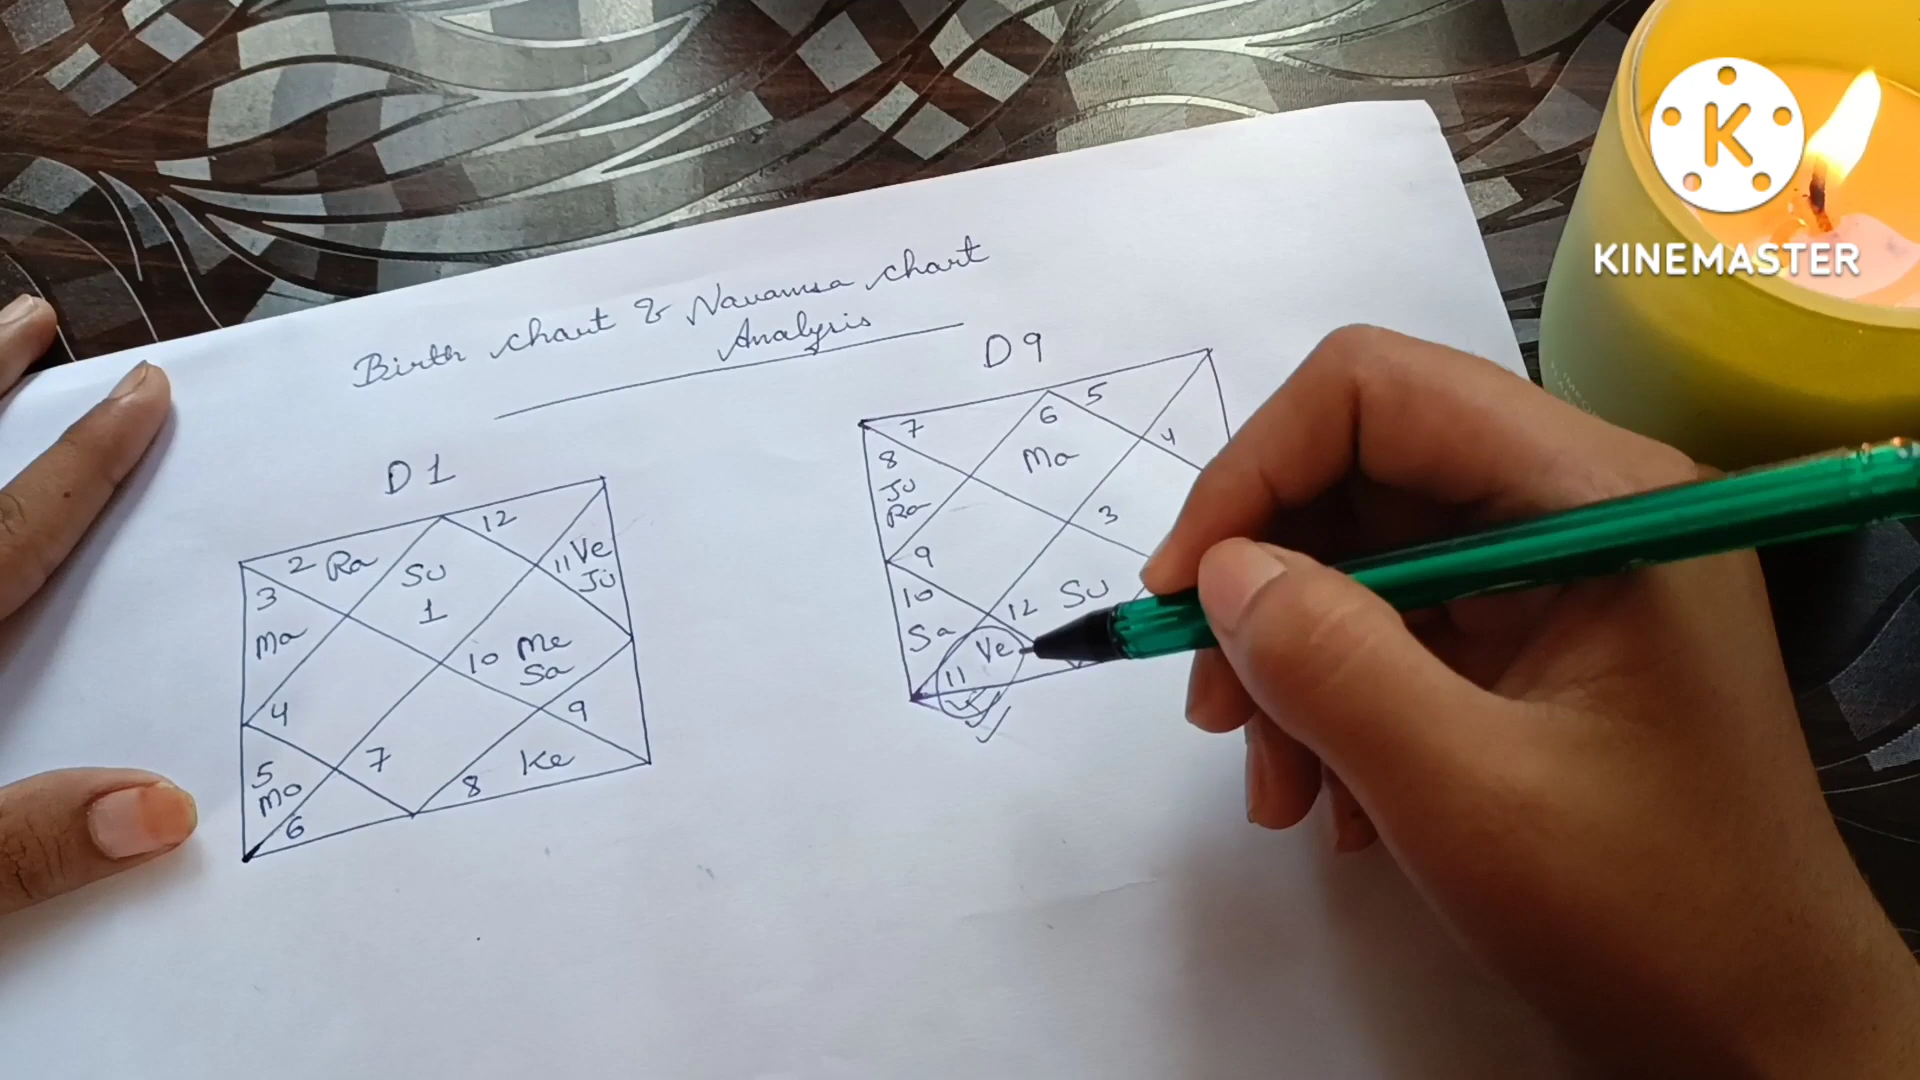 Birth chart & Navamsa chart
Analysis
D 1
D 9
2 Ra
12
3
Ma
Su
1
11 Ve
Ju
10 Me
Sa
4
5
Mo
6
7
8
Ke
9
7
6
5
8
Ju
Ra
Ma
4
3
9
10
Sa
12 Su
Ve
11
K
KINEMASTER